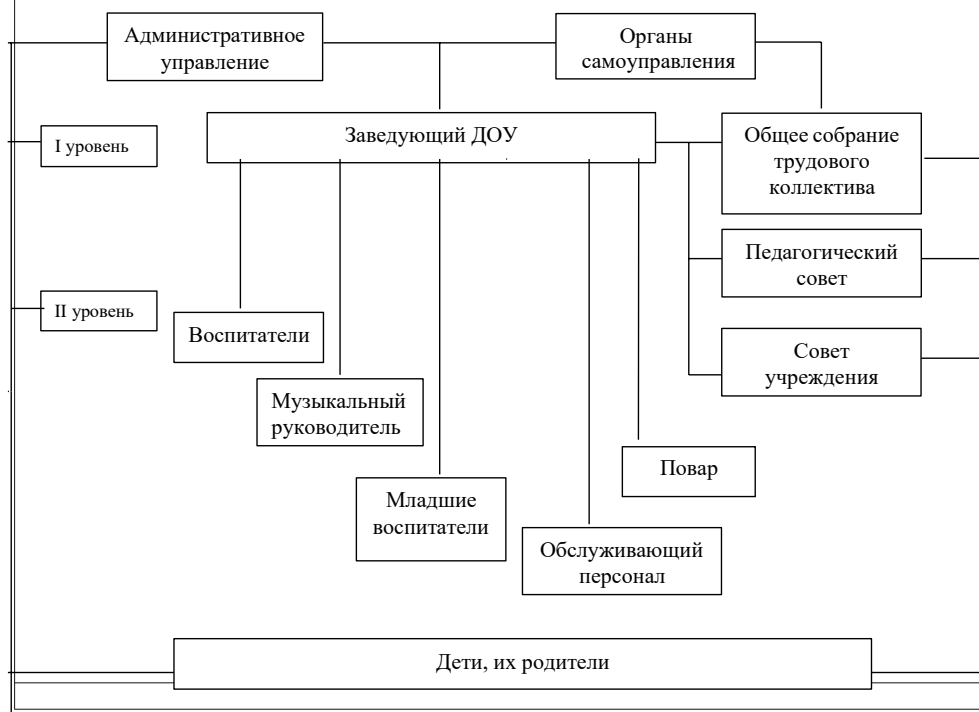 Административное
управление
Органы
самоуправления
I уровень
Заведующий ДОУ
Общее собрание
трудового
коллектива
Педагогический
совет
II уровень
Воспитатели
Совет
учреждения
Музыкальный
руководитель
Повар
Младшие
воспитатели
Обслуживающий
персонал
Дети, их родители